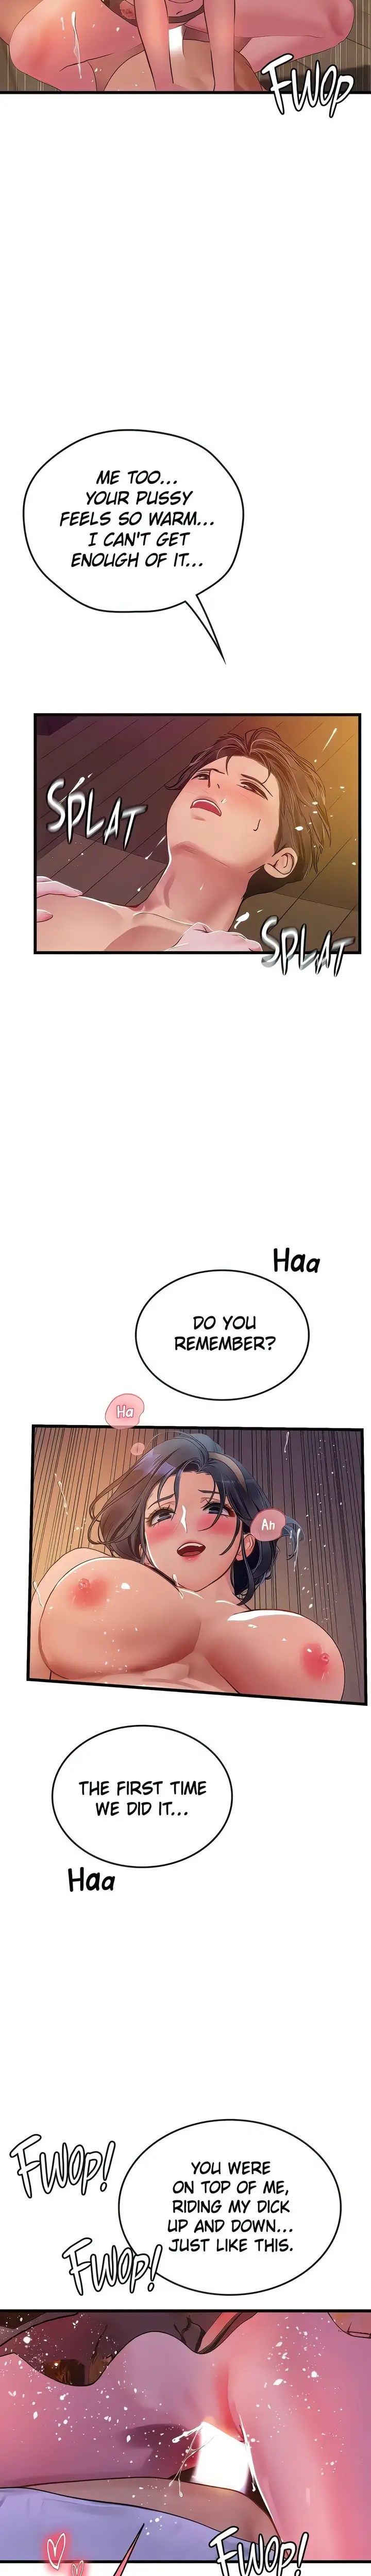 FWOP
ME TOO...
YOUR PUSSY
FEELS SO WARM...
I CAN'T GET
ENOUGH OF IT...
SPLAT
SPLAT
Haa
DO YOU
REMEMBER?
Ha
Ah
THE FIRST TIME
WE DID IT...
Haa
FWOP!
YOU WERE
ON TOP OF ME,
RIDING MY DICK
UP AND DOWN...
JUST LIKE THIS.
FWOP!
FWOP!